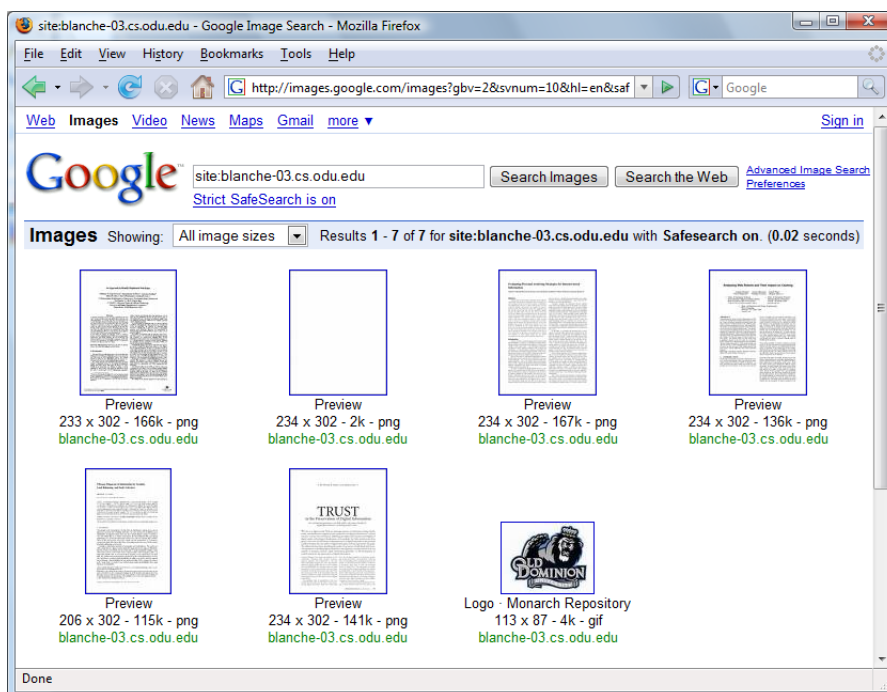 site:blanche-03.cs.odu.edu - Google Image Search - Mozilla Firefox
File Edit View History Bookmarks Tools Help
G http://images.google.com/images?gbv=2&svnum=10&hl=en&saf G Google
Web Images Video News Maps Gmail more ▼ Sign in
Google™ site:blanche-03.cs.odu.edu Search Images Search the Web Advanced Image Search
Preferences
Strict SafeSearch is on
Images Showing: All image sizes Results 1 - 7 of 7 for site:blanche-03.cs.odu.edu with Safesearch on. (0.02 seconds)
Preview Preview Preview Preview
233 x 302 - 166k - png 234 x 302 - 2k - png 234 x 302 - 167k - png 234 x 302 - 136k - png
blanche-03.cs.odu.edu blanche-03.cs.odu.edu blanche-03.cs.odu.edu blanche-03.cs.odu.edu
TRUST
OLD
DOMINION
Preview Preview Logo · Monarch Repository
206 x 302 - 115k - png 234 x 302 - 141k - png 113 x 87 - 4k - gif
blanche-03.cs.odu.edu blanche-03.cs.odu.edu blanche-03.cs.odu.edu
Done